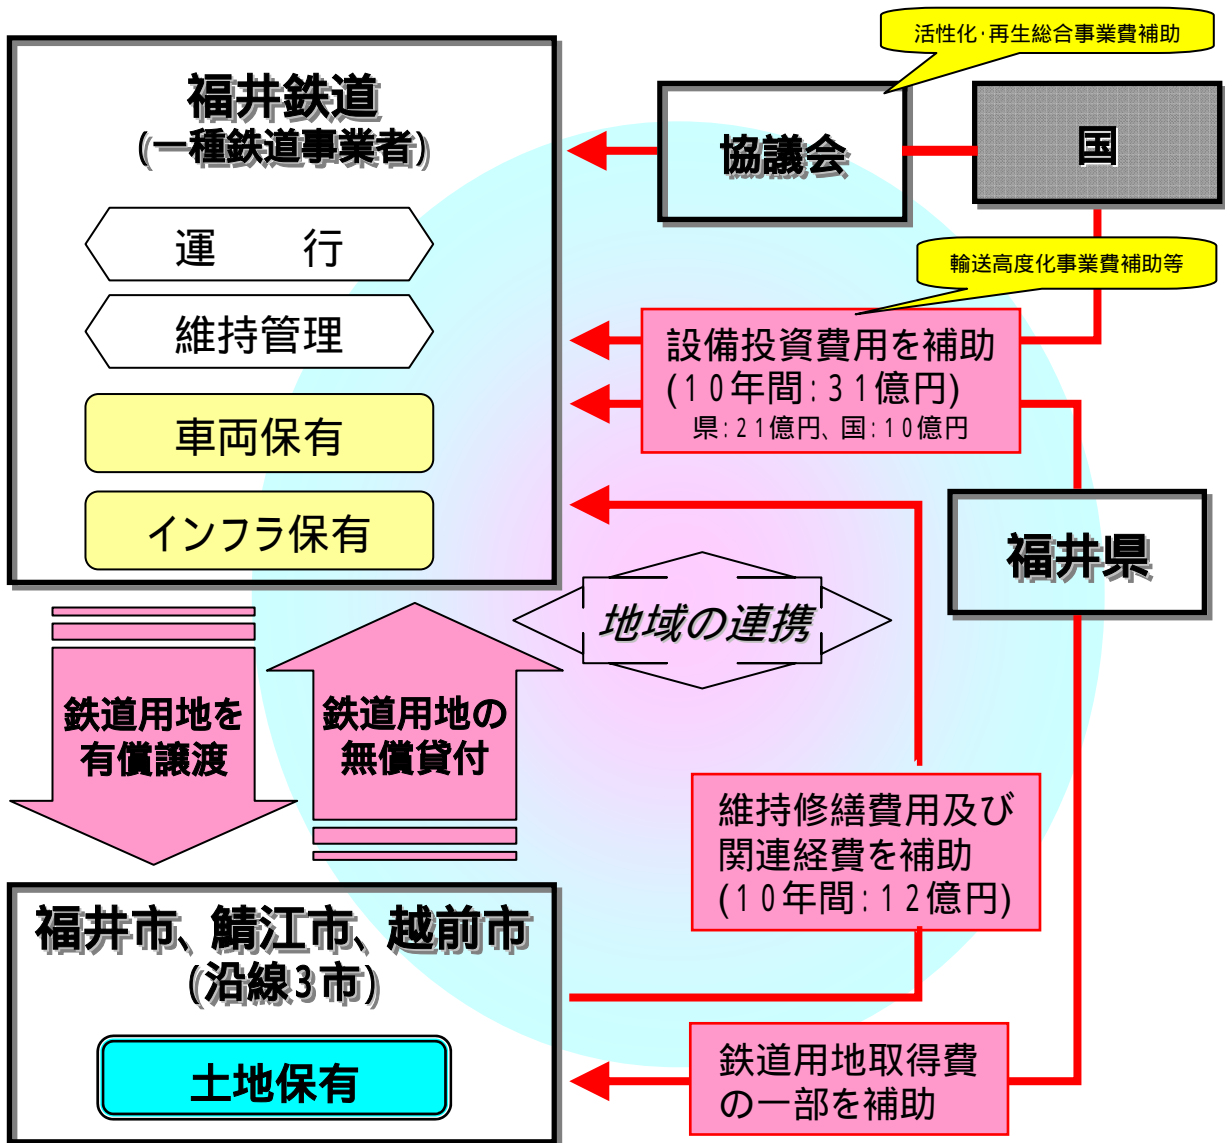 活性化・再生総合事業費補助
福井鉄道
(一種鉄道事業者)
協議会
国
運　　行
輸送高度化事業費補助等
維持管理
設備投資費用を補助
(10年間:31億円)
県:21億円、国:10億円
車両保有
インフラ保有
福井県
地域の連携
鉄道用地を
有償譲渡
鉄道用地の
無償貸付
維持修繕費用及び
関連経費を補助
(10年間:12億円)
福井市、鯖江市、越前市
(沿線3市)
土地保有
鉄道用地取得費
の一部を補助